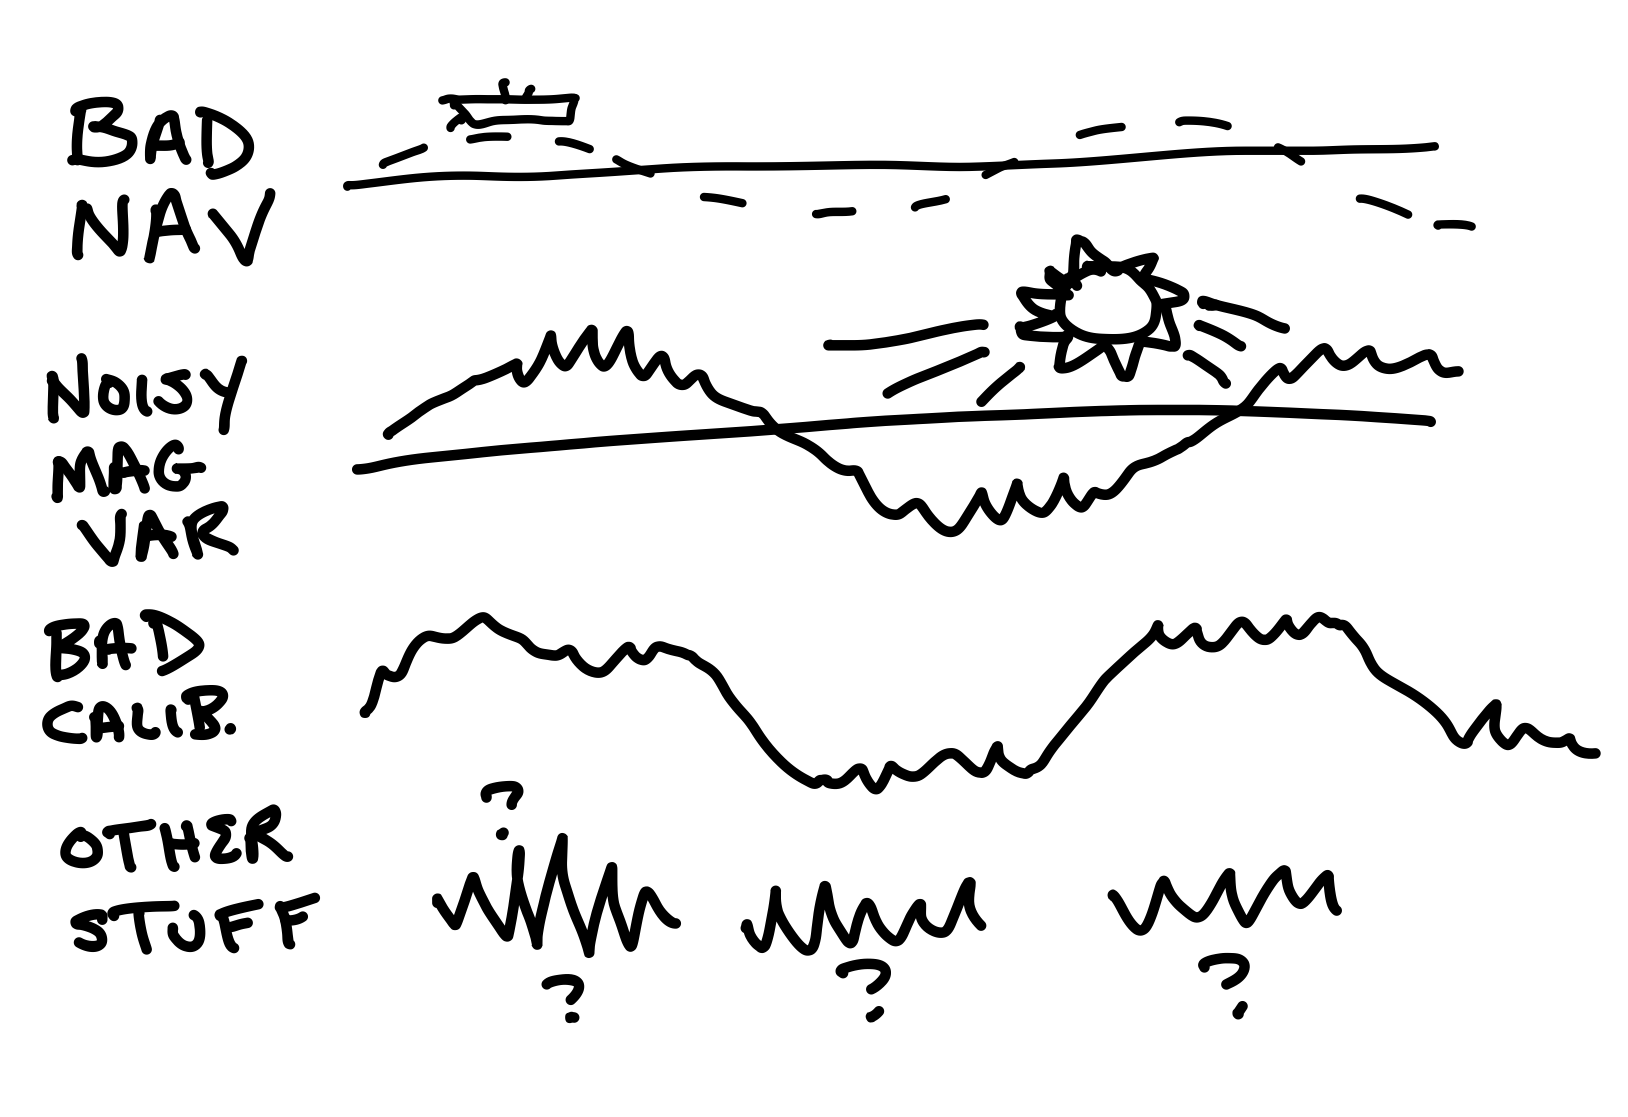 BAD
NAV
NOISY
MAG
VAR
BAD
CALIB.
?
OTHER
STUFF
? ? ?